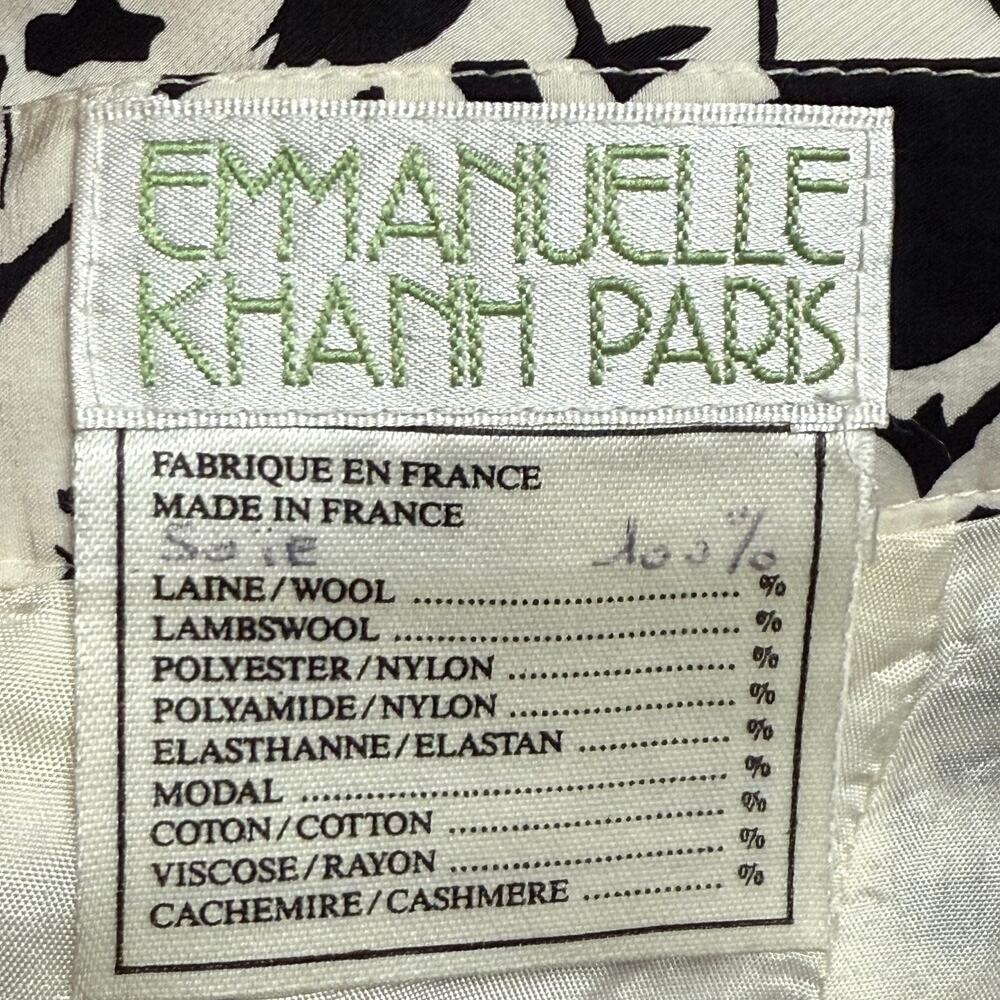 EMMANUELLE
KHANH PARIS
FABRIQUE EN FRANCE
MADE IN FRANCE
Soie 100%
LAINE/WOOL .............................. %
LAMBSWOOL .............................. %
POLYESTER/NYLON .................... %
POLYAMIDE/NYLON .................... %
ELASTHANNE/ELASTAN ............. %
MODAL ..................................... %
COTON/COTTON ........................ %
VISCOSE/RAYON ........................ %
CACHEMIRE/CASHMERE ............ %